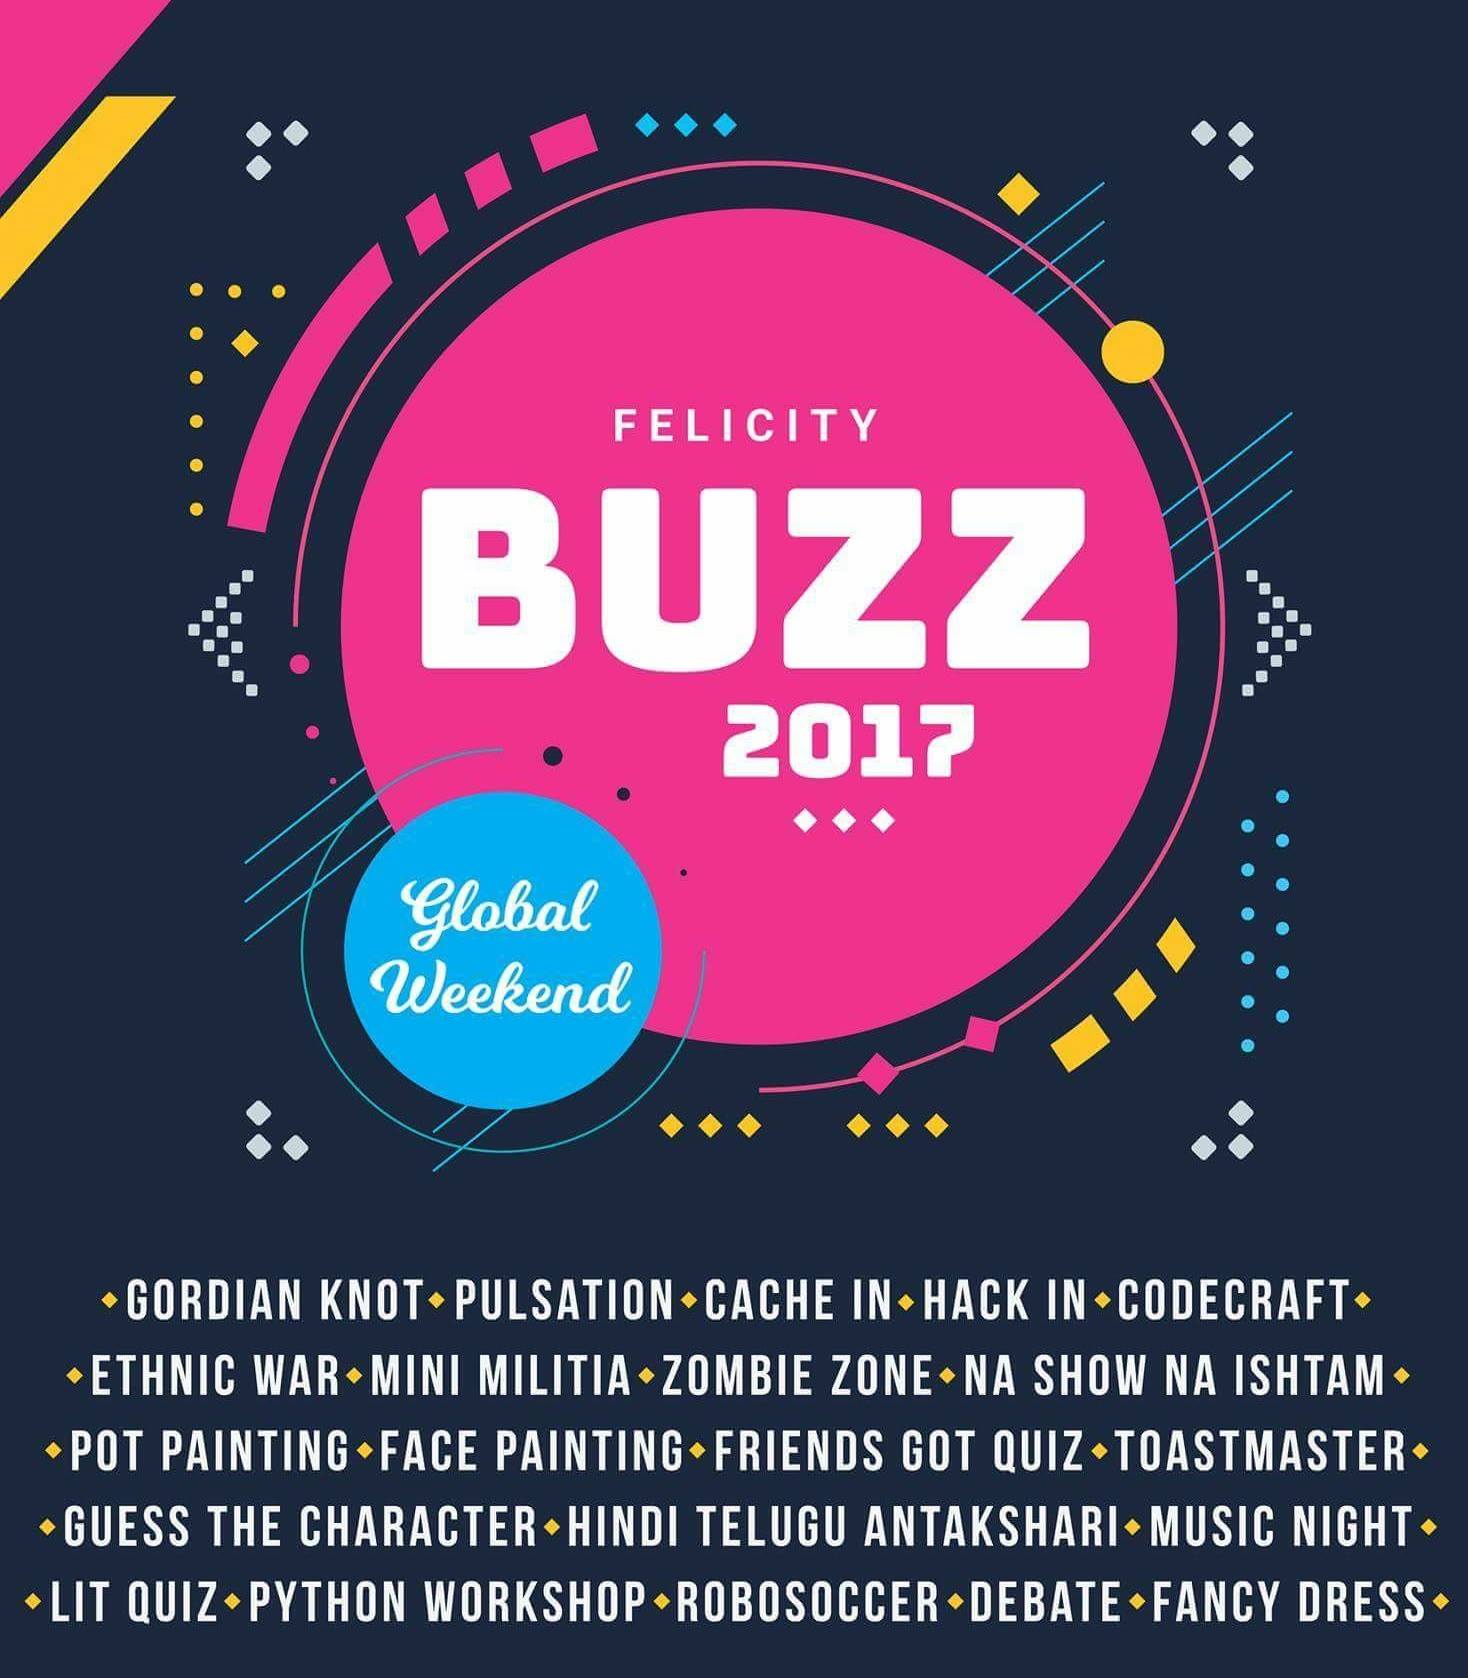 FELICITY
BUZZ
2017
Global
Weekend
GORDIAN KNOT◆PULSATION◆CACHE IN◆HACK IN◆CODECRAFT
ETHNIC WAR◆MINI MILITIA◆ZOMBIE ZONE◆NA SHOW NA ISHTAM
POT PAINTING◆FACE PAINTING◆FRIENDS GOT QUIZ◆TOASTMASTER
GUESS THE CHARACTER◆HINDI TELUGU ANTAKSHARI◆MUSIC NIGHT
LIT QUIZ◆PYTHON WORKSHOP◆ROBOSOCCER◆DEBATE◆FANCY DRESS